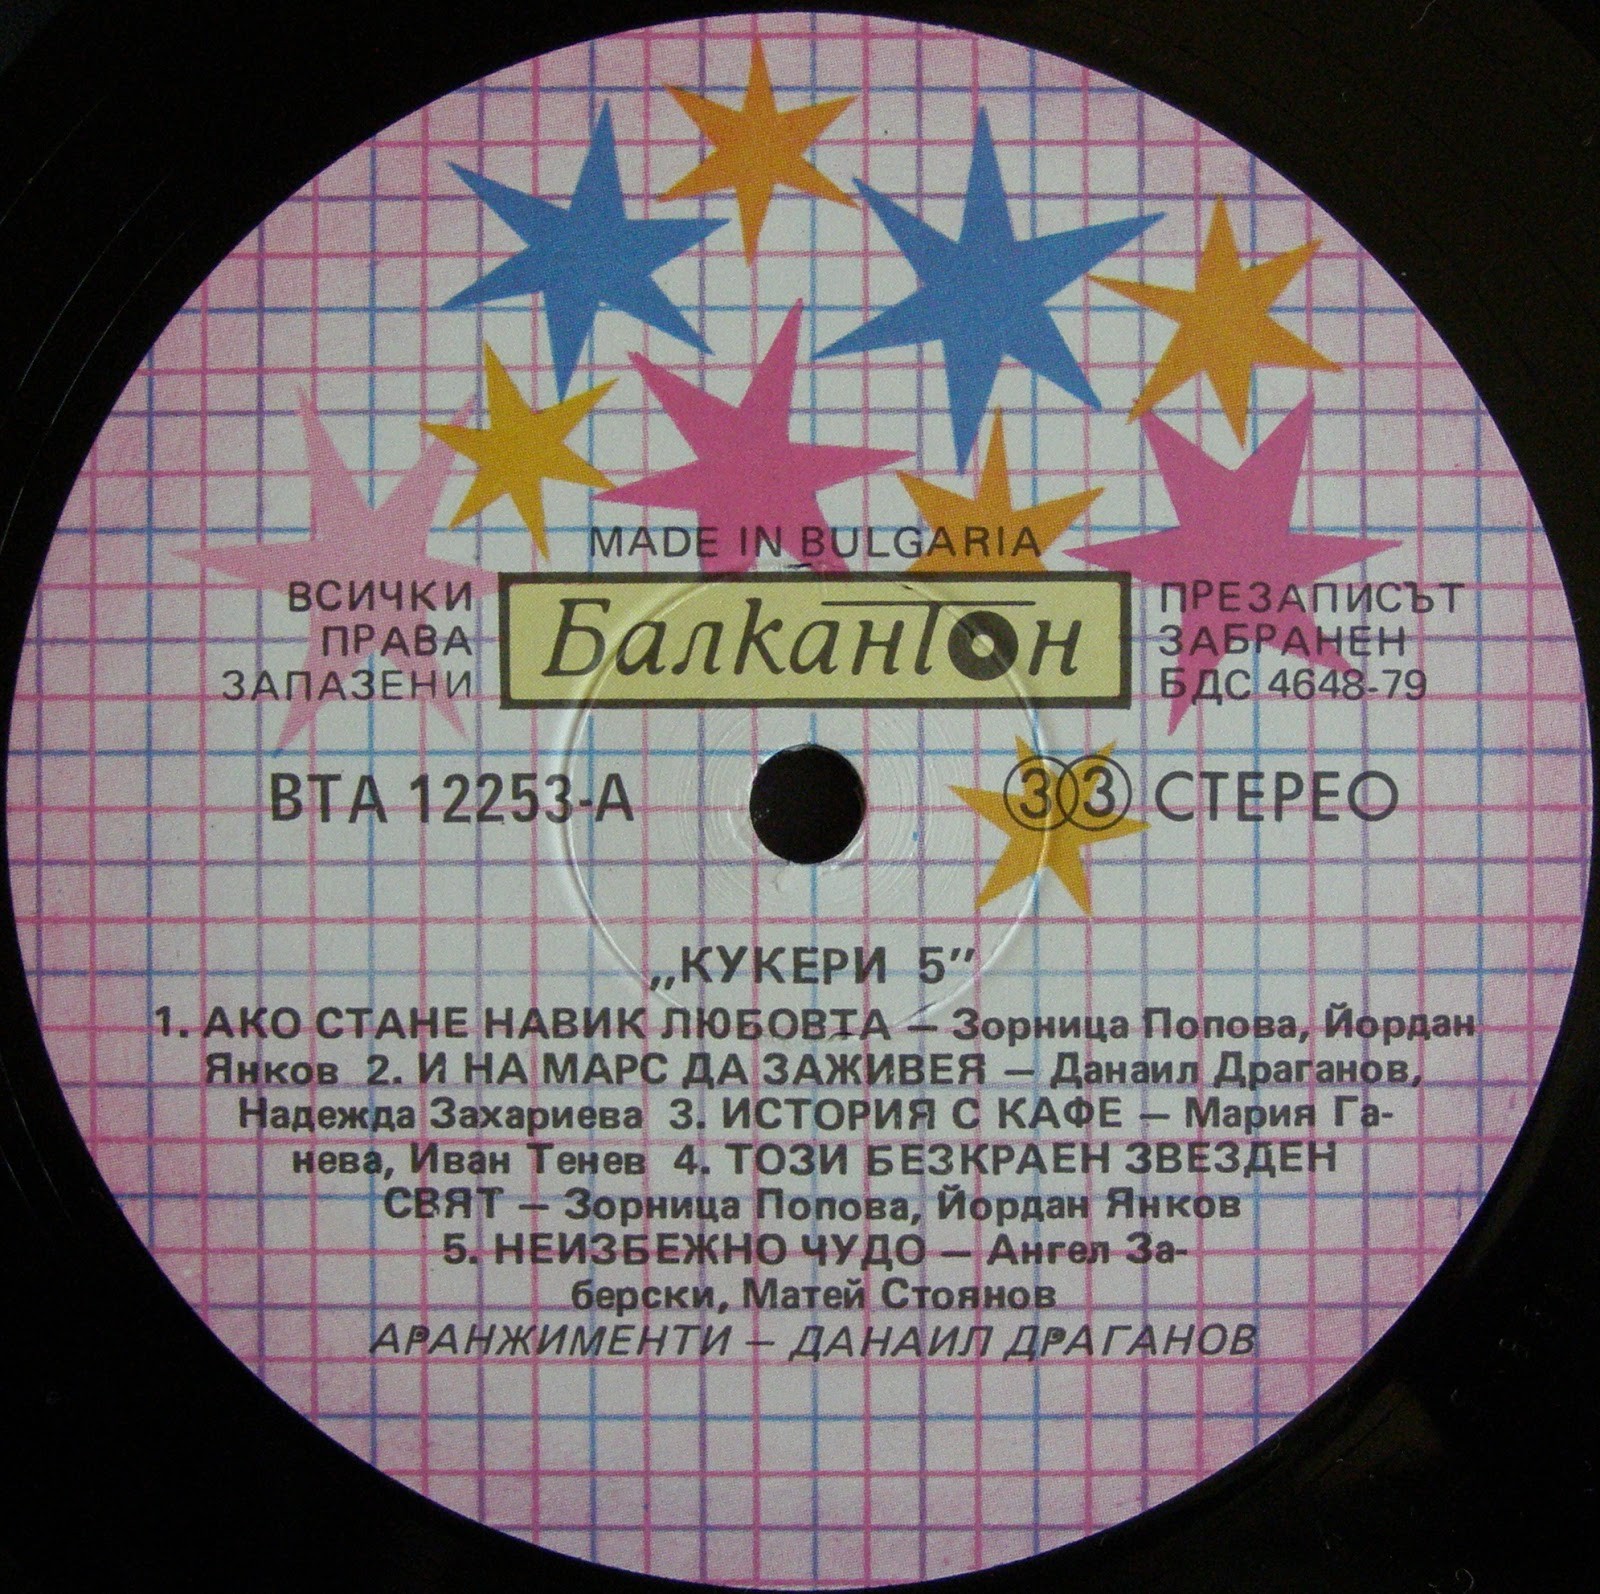 MADE IN BULGARIA
ВСИЧКИ
ПРАВА
ЗАПАЗЕНИ
Балкантон
ПРЕЗАПИСЪТ
ЗАБРАНЕН
БДС 4648-79
ВТА 12253-А
33 СТЕРЕО
„КУКЕРИ 5”
1. АКО СТАНЕ НАВИК ЛЮБОВТА — Зорница Попова, Йордан
Янков 2. И НА МАРС ДА ЗАЖИВЕЯ — Данаил Драганов,
Надежда Захариева 3. ИСТОРИЯ С КАФЕ — Мария Га-
нева, Иван Тенев 4. ТОЗИ БЕЗКРАЕН ЗВЕЗДЕН
СВЯТ — Зорница Попова, Йордан Янков
5. НЕИЗБЕЖНО ЧУДО — Ангел За-
берски, Матей Стоянов
АРАНЖИМЕНТИ — ДАНАИЛ ДРАГАНОВ